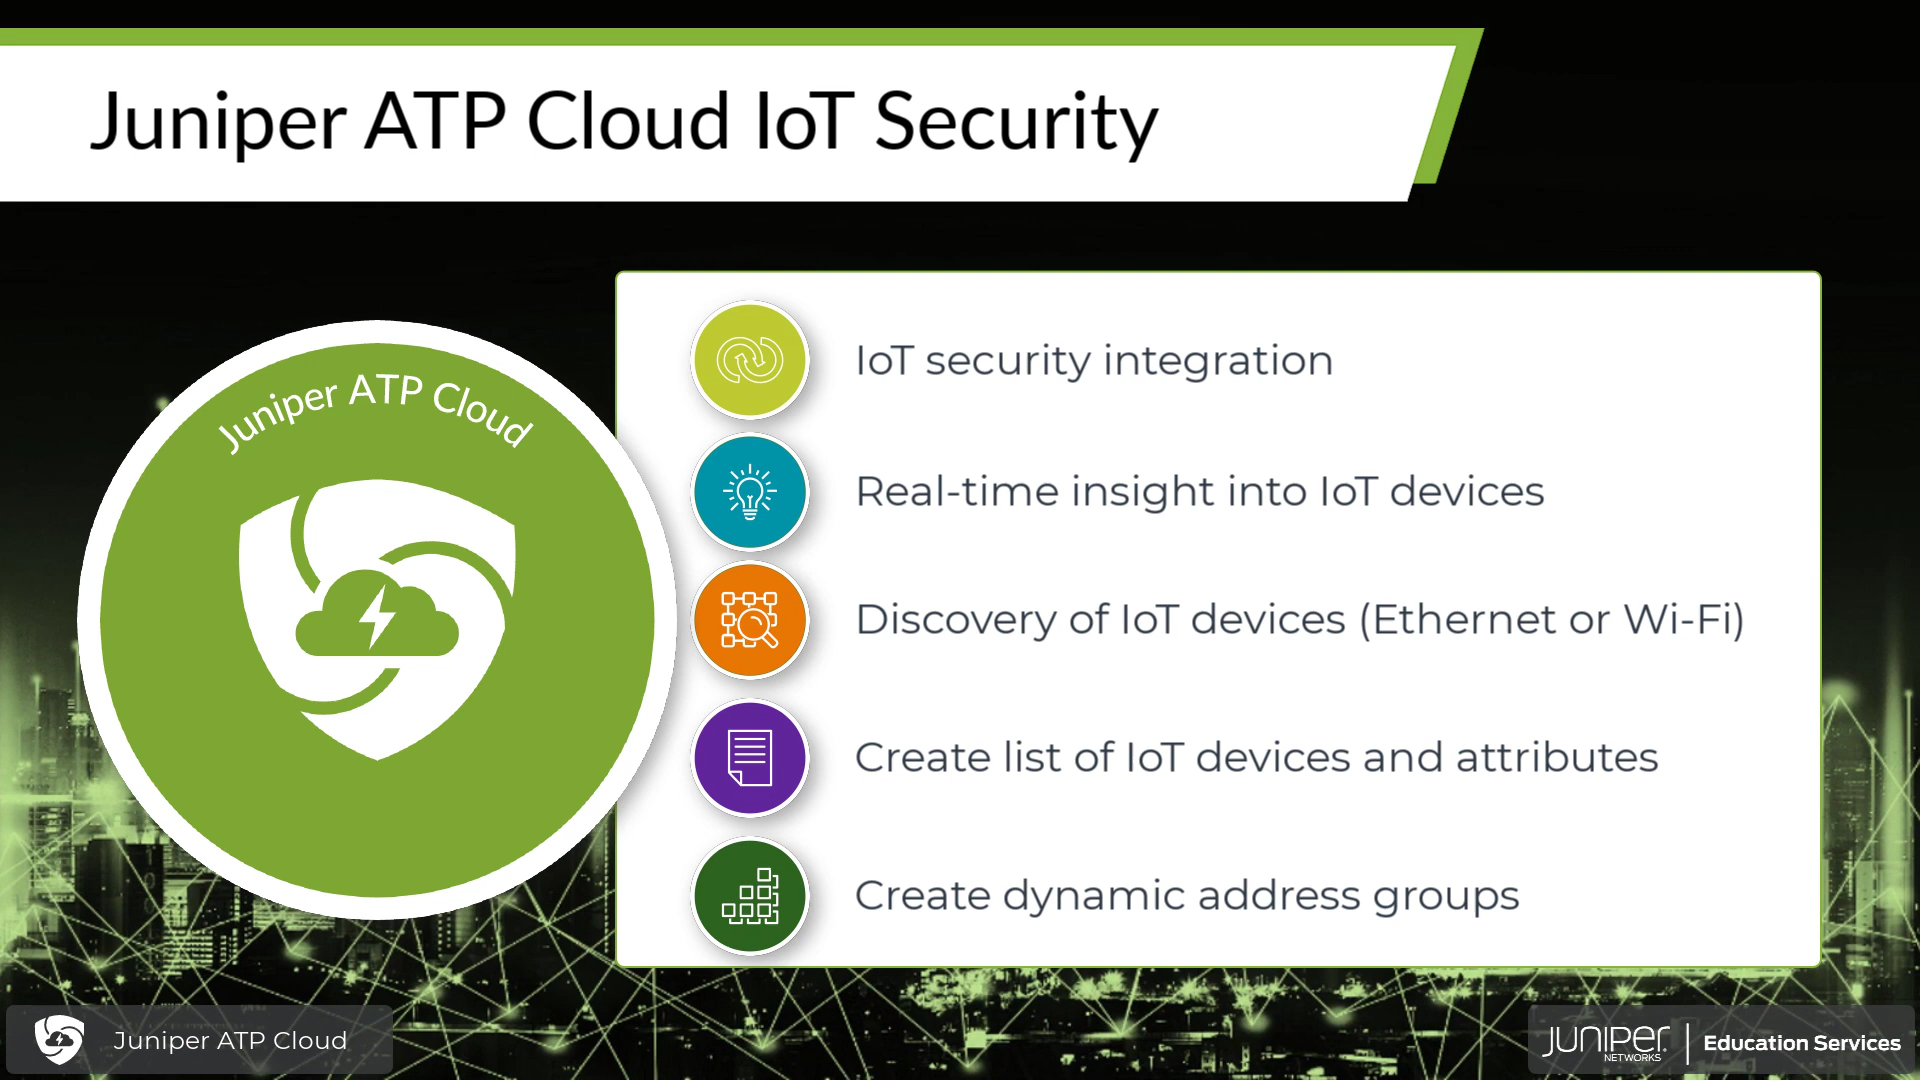 Juniper ATP Cloud IoT Security
Juniper ATP Cloud
IoT security integration
Real-time insight into IoT devices
Discovery of IoT devices (Ethernet or Wi-Fi)
Create list of IoT devices and attributes
Create dynamic address groups
Juniper ATP Cloud
JUNIPER NETWORKS | Education Services